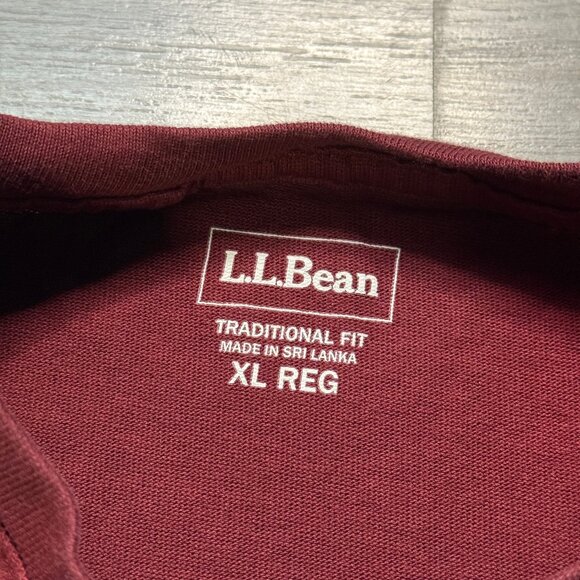 L.L.Bean
TRADITIONAL FIT
MADE IN SRI LANKA
XL REG